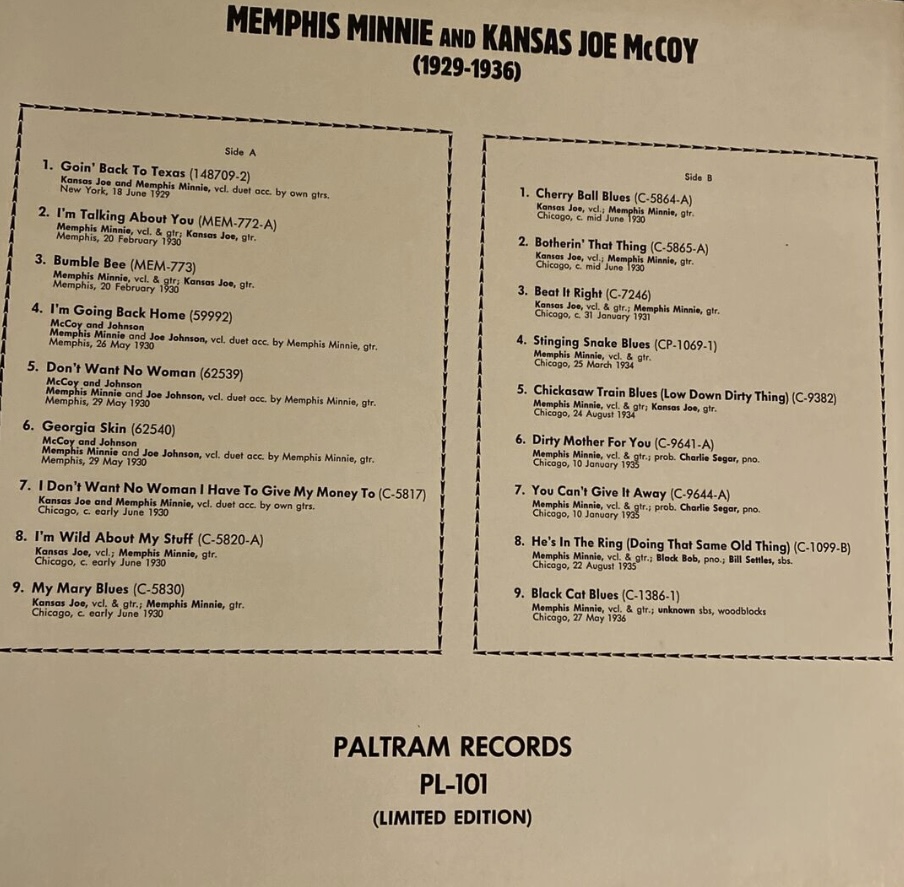 MEMPHIS MINNIE AND KANSAS JOE McCOY
(1929-1936)
Side A
1. Goin' Back To Texas (148709-2)
Kansas Joe and Memphis Minnie, vcl. duet acc. by own gtrs.
New York, 18 June 1929
2. I'm Talking About You (MEM-772-A)
Memphis Minnie, vcl. & gtr; Kansas Joe, gtr.
Memphis, 20 February 1930
3. Bumble Bee (MEM-773)
Memphis Minnie, vcl. & gtr; Kansas Joe, gtr.
Memphis, 20 February 1930
4. I'm Going Back Home (59992)
McCoy and Johnson
Memphis Minnie and Joe Johnson, vcl. duet acc. by Memphis Minnie, gtr.
Memphis, 26 May 1930
5. Don't Want No Woman (62539)
McCoy and Johnson
Memphis Minnie and Joe Johnson, vcl. duet acc. by Memphis Minnie, gtr.
Memphis, 29 May 1930
6. Georgia Skin (62540)
McCoy and Johnson
Memphis Minnie and Joe Johnson, vcl. duet acc. by Memphis Minnie, gtr.
Memphis, 29 May 1930
7. I Don't Want No Woman I Have To Give My Money To (C-5817)
Kansas Joe and Memphis Minnie, vcl. duet acc. by own gtrs.
Chicago, c. early June 1930
8. I'm Wild About My Stuff (C-5820-A)
Kansas Joe, vcl.; Memphis Minnie, gtr.
Chicago, c. early June 1930
9. My Mary Blues (C-5830)
Kansas Joe, vcl. & gtr.; Memphis Minnie, gtr.
Chicago, c. early June 1930
Side B
1. Cherry Ball Blues (C-5864-A)
Kansas Joe, vcl.; Memphis Minnie, gtr.
Chicago, c. mid June 1930
2. Botherin' That Thing (C-5865-A)
Kansas Joe, vcl.; Memphis Minnie, gtr.
Chicago, c. mid June 1930
3. Beat It Right (C-7246)
Kansas Joe, vcl. & gtr.; Memphis Minnie, gtr.
Chicago, c. 31 January 1931
4. Stinging Snake Blues (CP-1069-1)
Memphis Minnie, vcl. & gtr.
Chicago, 25 March 1934
5. Chickasaw Train Blues (Low Down Dirty Thing) (C-9382)
Memphis Minnie, vcl. & gtr; Kansas Joe, gtr.
Chicago, 24 August 1934
6. Dirty Mother For You (C-9641-A)
Memphis Minnie, vcl. & gtr.; prob. Charlie Segar, pno.
Chicago, 10 January 1935
7. You Can't Give It Away (C-9644-A)
Memphis Minnie, vcl. & gtr.; prob. Charlie Segar, pno.
Chicago, 10 January 1935
8. He's In The Ring (Doing That Same Old Thing) (C-1099-B)
Memphis Minnie, vcl. & gtr.; Black Bob, pno.; Bill Settles, sbs.
Chicago, 22 August 1935
9. Black Cat Blues (C-1386-1)
Memphis Minnie, vcl. & gtr.; unknown sbs, woodblocks
Chicago, 27 May 1936
PALTRAM RECORDS
PL-101
(LIMITED EDITION)